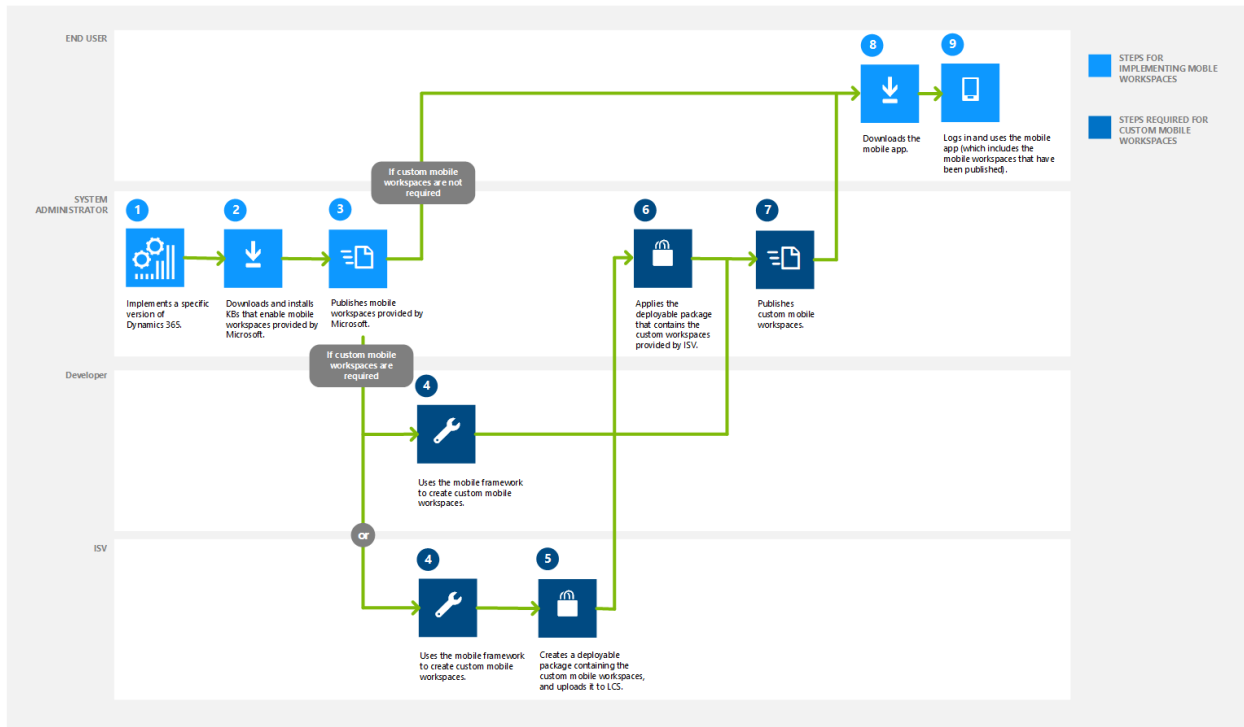 END USER
8
9
Downloads the
mobile app.
Logs in and uses the mobile
app (which includes the
mobile workspaces that have
been published).
STEPS FOR
IMPLEMENTING MOBLE
WORKSPACES
STEPS REQUIRED FOR
CUSTOM MOBILE
WORKSPACES
If custom mobile
workspaces are not
required
SYSTEM
ADMINISTRATOR
1
2
3
6
7
Implements a specific
version of
Dynamics 365.
Downloads and installs
KBs that enable mobile
workspaces provided by
Microsoft.
Publishes mobile
workspaces provided by
Microsoft.
Applies the
deployable package
that contains the
custom workspaces
provided by ISV.
Publishes
custom mobile
workspaces.
If custom mobile
workspaces are
required
Developer
4
Uses the mobile framework
to create custom mobile
workspaces.
or
ISV
4
5
Uses the mobile framework
to create custom mobile
workspaces.
Creates a deployable
package containing the
custom mobile workspaces,
and uploads it to LCS.